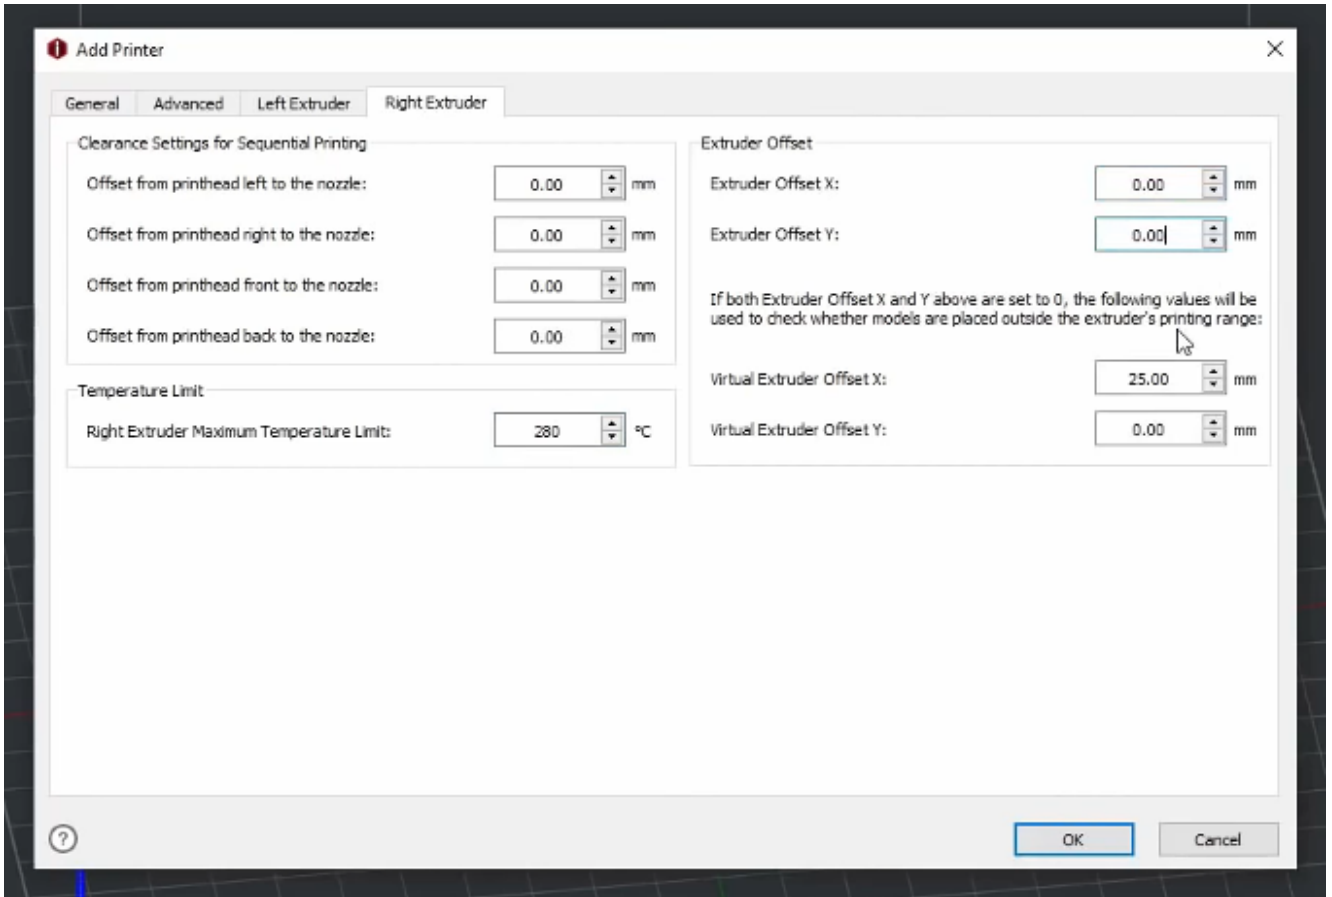 Add Printer
General
Advanced
Left Extruder
Right Extruder
Clearance Settings for Sequential Printing
Offset from printhead left to the nozzle: 0.00 mm
Offset from printhead right to the nozzle: 0.00 mm
Offset from printhead front to the nozzle: 0.00 mm
Offset from printhead back to the nozzle: 0.00 mm
Temperature Limit
Right Extruder Maximum Temperature Limit: 280 °C
Extruder Offset
Extruder Offset X: 0.00 mm
Extruder Offset Y: 0.00 mm
If both Extruder Offset X and Y above are set to 0, the following values will be
used to check whether models are placed outside the extruder's printing range:
Virtual Extruder Offset X: 25.00 mm
Virtual Extruder Offset Y: 0.00 mm
?
OK
Cancel